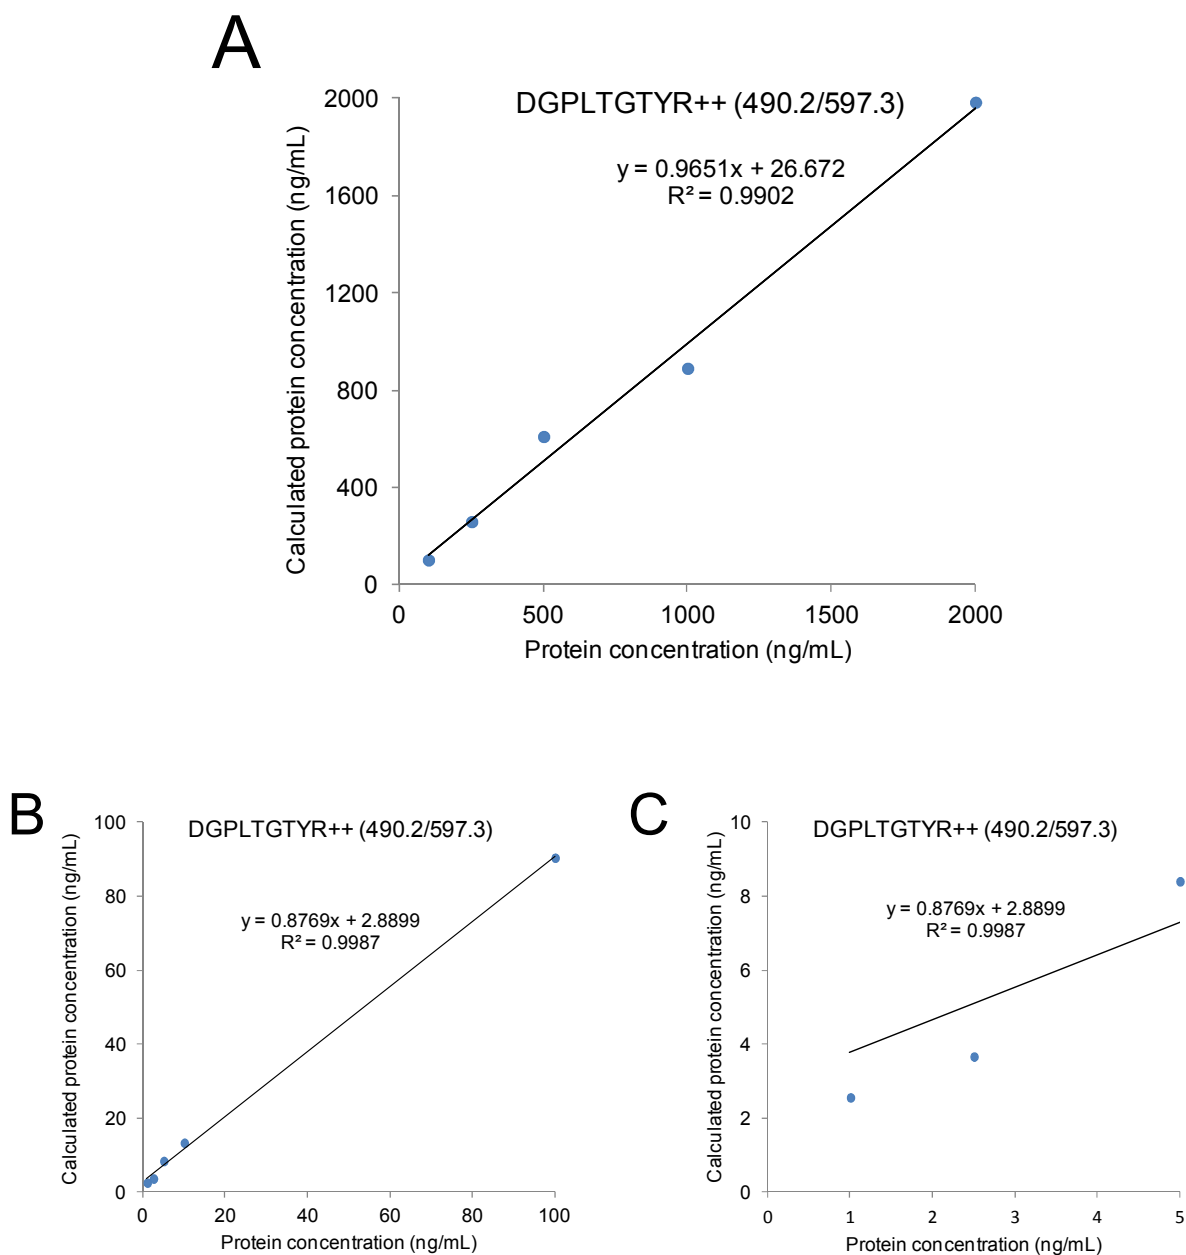 A
DGPLTGTYR++ (490.2/597.3)
y = 0.9651x + 26.672
R² = 0.9902
Calculated protein concentration (ng/mL)
2000
1600
1200
800
400
0
0 500 1000 1500 2000
Protein concentration (ng/mL)
B
DGPLTGTYR++ (490.2/597.3)
y = 0.8769x + 2.8899
R² = 0.9987
Calculated protein concentration (ng/mL)
100
80
60
40
20
0
0 20 40 60 80 100
Protein concentration (ng/mL)
C
DGPLTGTYR++ (490.2/597.3)
y = 0.8769x + 2.8899
R² = 0.9987
Calculated protein concentration (ng/mL)
10
8
6
4
2
0
0 1 2 3 4 5
Protein concentration (ng/mL)